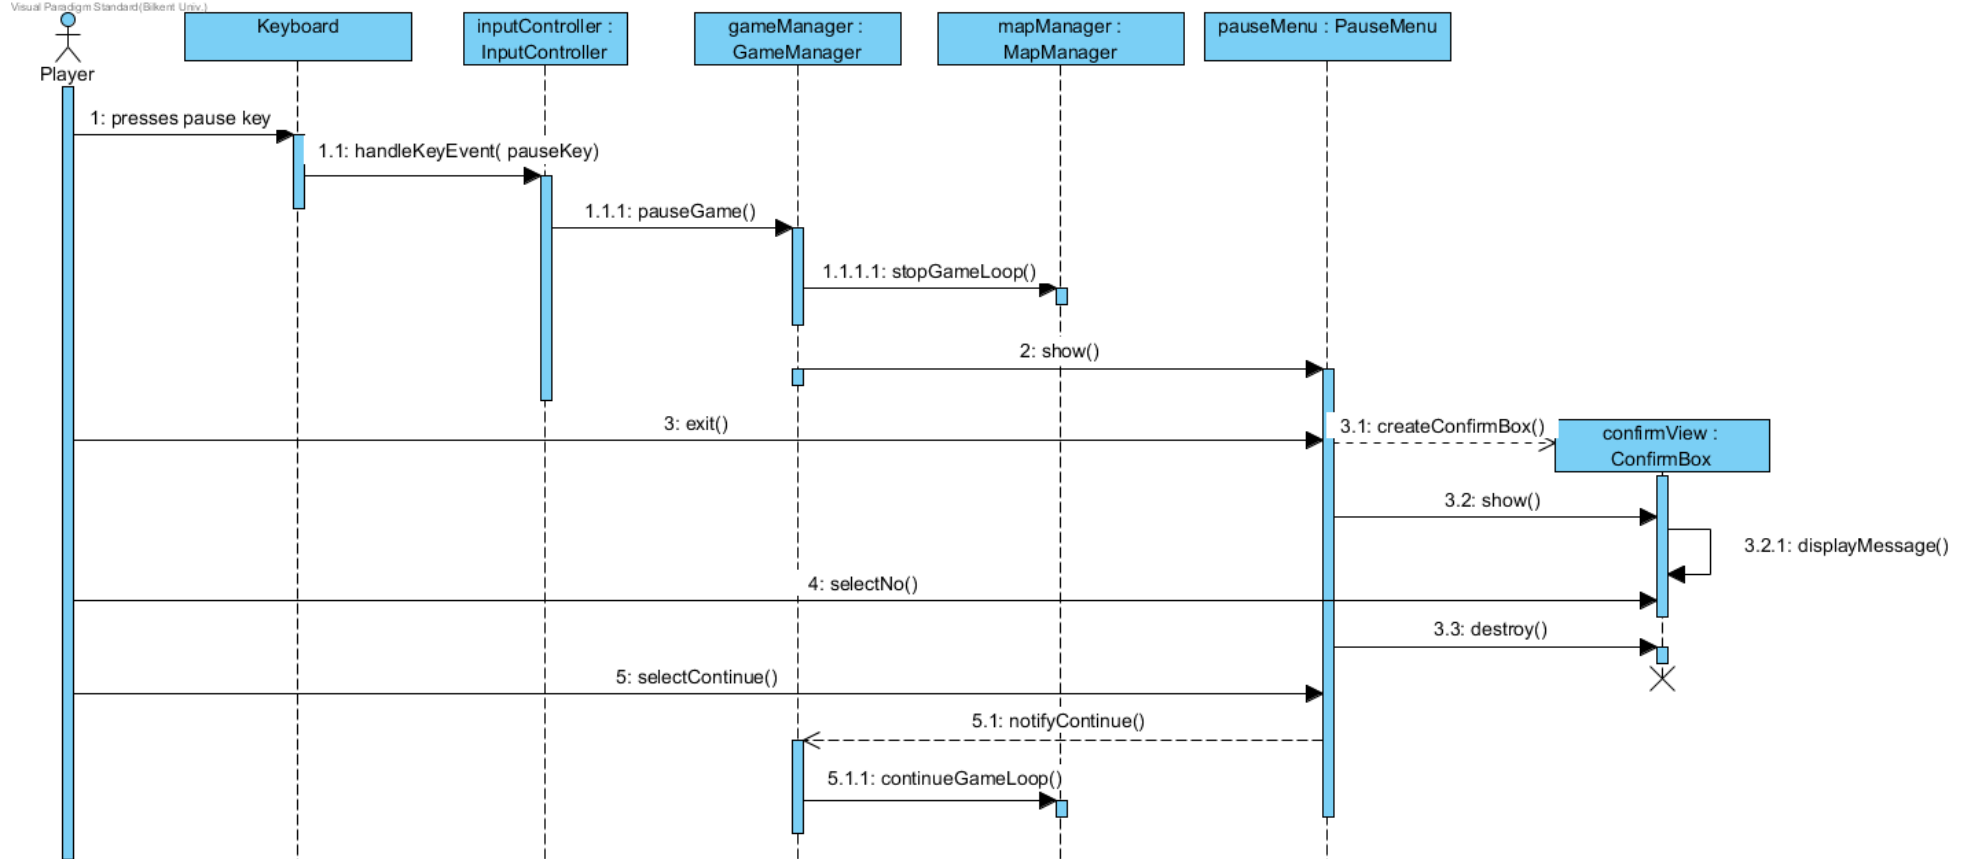 Visual Paradigm Standard(Bilkent Univ.)
Player
Keyboard
inputController :
InputController
gameManager :
GameManager
mapManager :
MapManager
pauseMenu : PauseMenu
1: presses pause key
1.1: handleKeyEvent( pauseKey)
1.1.1: pauseGame()
1.1.1.1: stopGameLoop()
2: show()
3: exit()
3.1: createConfirmBox()
confirmView :
ConfirmBox
3.2: show()
3.2.1: displayMessage()
4: selectNo()
3.3: destroy()
5: selectContinue()
5.1: notifyContinue()
5.1.1: continueGameLoop()